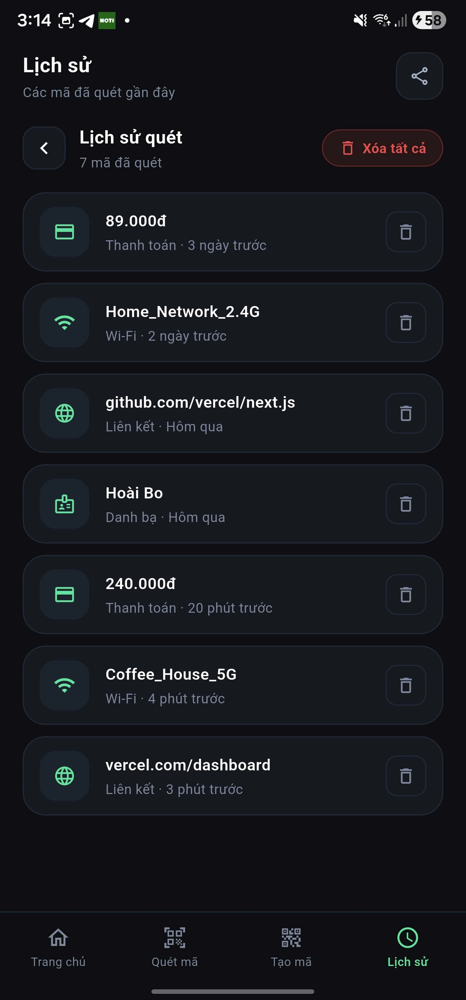 3:14
NOTI
6
58
Lịch sử
Các mã đã quét gần đây
Lịch sử quét
7 mã đã quét
Xóa tất cả
89.000đ
Thanh toán · 3 ngày trước
Home_Network_2.4G
Wi-Fi · 2 ngày trước
github.com/vercel/next.js
Liên kết · Hôm qua
Hoài Bo
Danh bạ · Hôm qua
240.000đ
Thanh toán · 20 phút trước
Coffee_House_5G
Wi-Fi · 4 phút trước
vercel.com/dashboard
Liên kết · 3 phút trước
Trang chủ
Quét mã
Tạo mã
Lịch sử